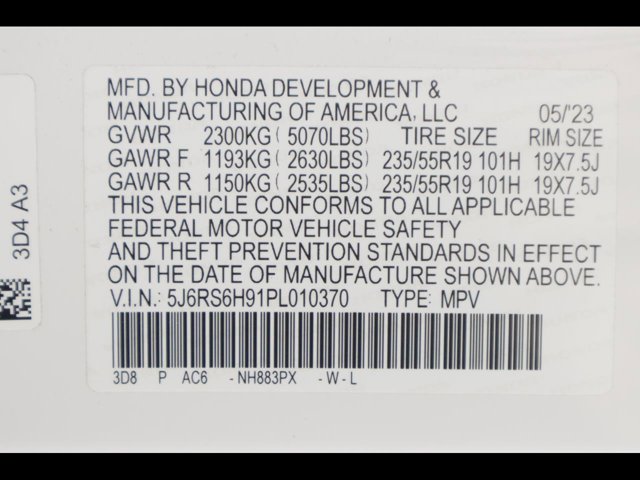 MFD. BY HONDA DEVELOPMENT &
MANUFACTURING OF AMERICA, LLC 05/'23
GVWR 2300KG ( 5070LBS) TIRE SIZE RIM SIZE
GAWR F 1193KG ( 2630LBS) 235/55R19 101H 19X7.5J
GAWR R 1150KG ( 2535LBS) 235/55R19 101H 19X7.5J
THIS VEHICLE CONFORMS TO ALL APPLICABLE
FEDERAL MOTOR VEHICLE SAFETY
AND THEFT PREVENTION STANDARDS IN EFFECT
ON THE DATE OF MANUFACTURE SHOWN ABOVE.
V.I.N.: 5J6RS6H91PL010370 TYPE: MPV
3D8 P AC6 -NH883PX -W-L
3D4 A3